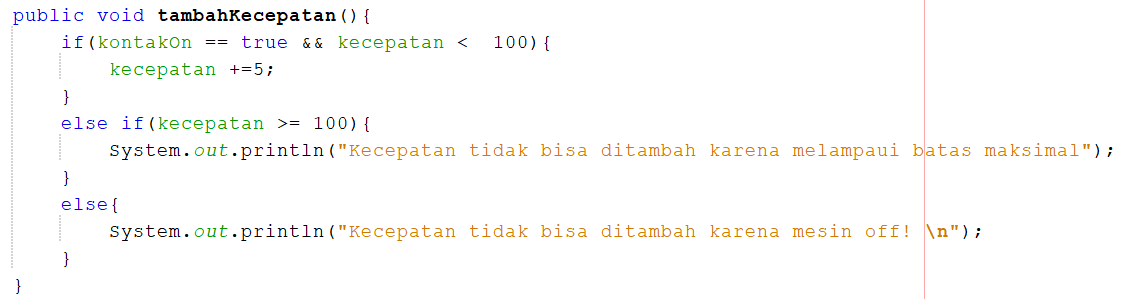 public void tambahKecepatan(){
if(kontakOn == true && kecepatan <  100){
kecepatan +=5;
}
else if(kecepatan >= 100){
System.out.println("Kecepatan tidak bisa ditambah karena melampaui batas maksimal");
}
else{
System.out.println("Kecepatan tidak bisa ditambah karena mesin off! \n");
}
}